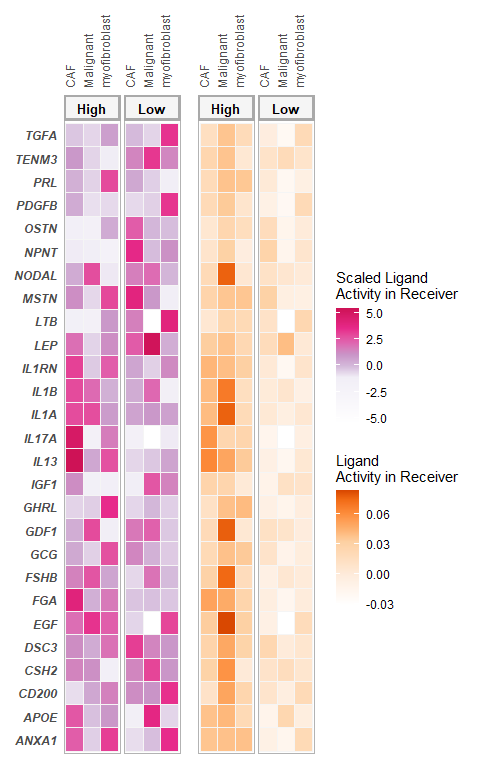 CAF Malignant myofibroblast CAF Malignant myofibroblast CAF Malignant myofibroblast CAF Malignant myofibroblast
High Low High Low
TGFA
TENM3
PRL
PDGFB
OSTN
NPNT
NODAL
MSTN
LTB
LEP
IL1RN
IL1B
IL1A
IL17A
IL13
IGF1
GHRL
GDF1
GCG
FSHB
FGA
EGF
DSC3
CSH2
CD200
APOE
ANXA1
Scaled Ligand
Activity in Receiver
5.0
2.5
0.0
-2.5
-5.0
Ligand
Activity in Receiver
0.06
0.03
0.00
-0.03